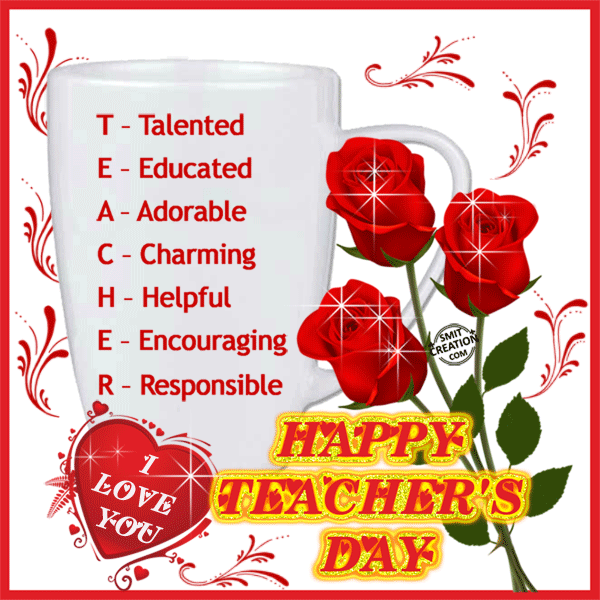 T – Talented
E – Educated
A – Adorable
C – Charming
H – Helpful
E – Encouraging
R – Responsible
SMIT
CREATION
COM
I
LOVE
YOU
HAPPY
TEACHER'S
DAY